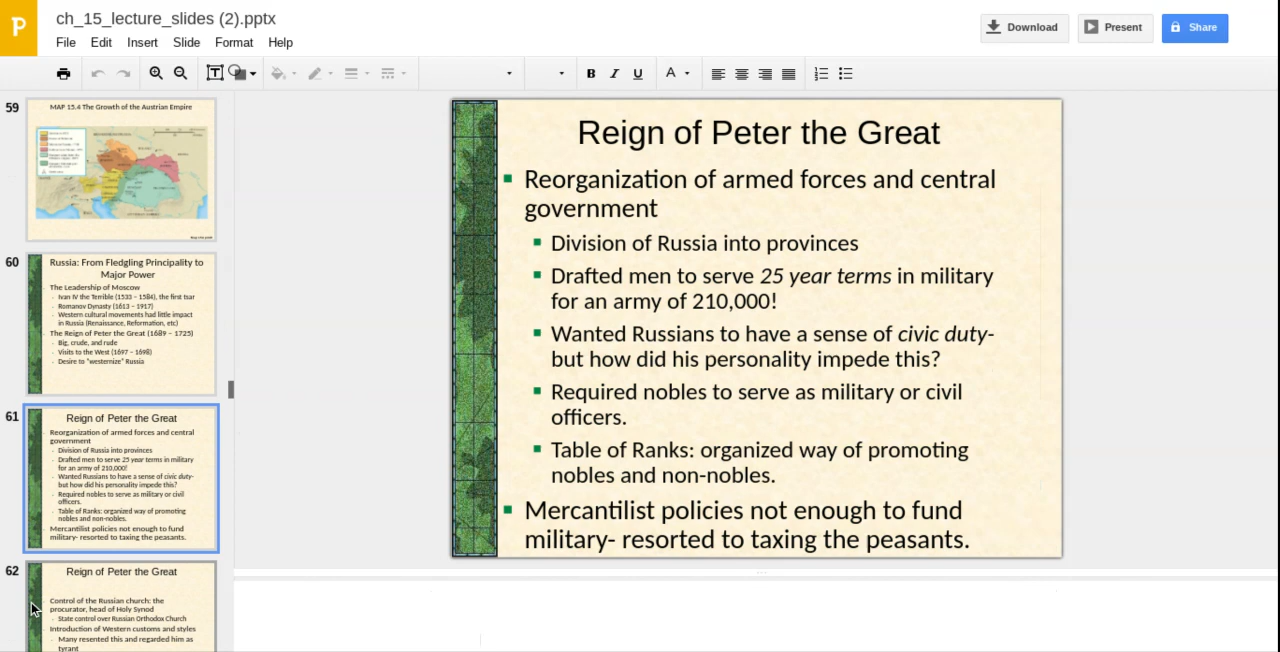 P
ch_15_lecture_slides (2).pptx
File Edit Insert Slide Format Help
Download Present Share
T B I U A
59
MAP 15.4 The Growth of the Austrian Empire
60
Russia: From Fledgling Principality to
Major Power
The Leadership of Moscow
Ivan IV the Terrible (1533 – 1584), the first tsar
Romanov Dynasty (1613 – 1917)
Western cultural movements had little impact
in Russia (Renaissance, Reformation, etc)
The Reign of Peter the Great (1689 – 1725)
Big, crude, and rude
Visits to the West (1697 – 1698)
Desire to "westernize" Russia
61
Reign of Peter the Great
Reorganization of armed forces and central
government
Division of Russia into provinces
Drafted men to serve 25 year terms in military
for an army of 210,000!
Wanted Russians to have a sense of civic duty-
but how did his personality impede this?
Required nobles to serve as military or civil
officers.
Table of Ranks: organized way of promoting
nobles and non-nobles.
Mercantilist policies not enough to fund
military- resorted to taxing the peasants.
62
Reign of Peter the Great
Control of the Russian church: the
procurator, head of Holy Synod
State control over Russian Orthodox Church
Introduction of Western customs and styles
Many resented this and regarded him as
tyrant
Reign of Peter the Great
Reorganization of armed forces and central
government
Division of Russia into provinces
Drafted men to serve 25 year terms in military
for an army of 210,000!
Wanted Russians to have a sense of civic duty-
but how did his personality impede this?
Required nobles to serve as military or civil
officers.
Table of Ranks: organized way of promoting
nobles and non-nobles.
Mercantilist policies not enough to fund
military- resorted to taxing the peasants.